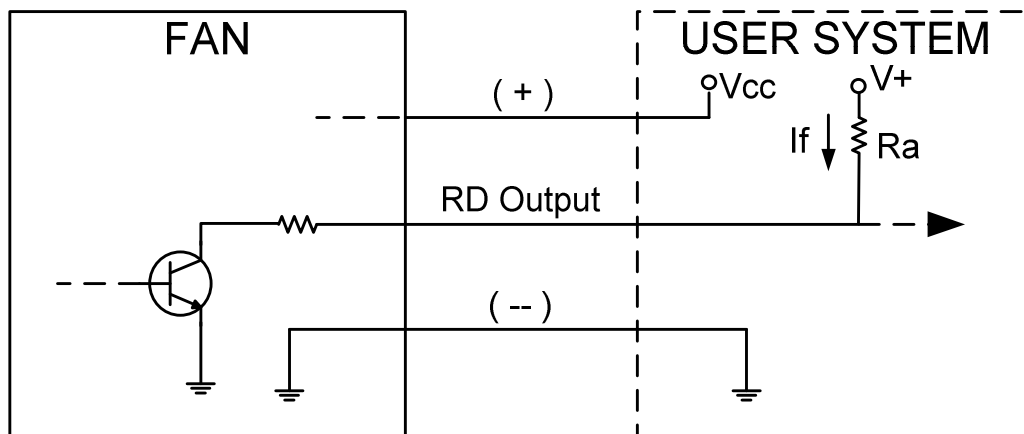 FAN
USER SYSTEM
( + )
Vcc
V+
If
Ra
RD Output
( -- )